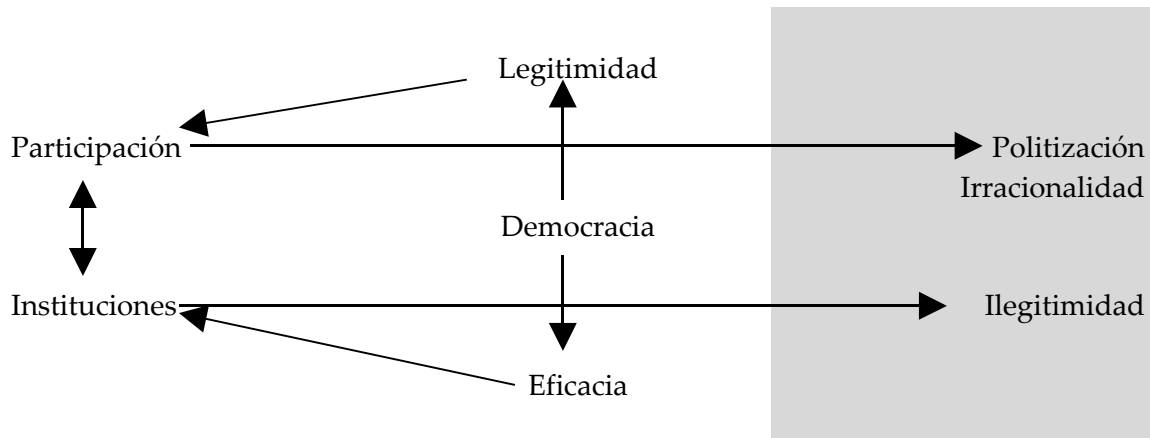 Legitimidad
Participación
Politización
Irracionalidad
Democracia
Instituciones
Ilegitimidad
Eficacia